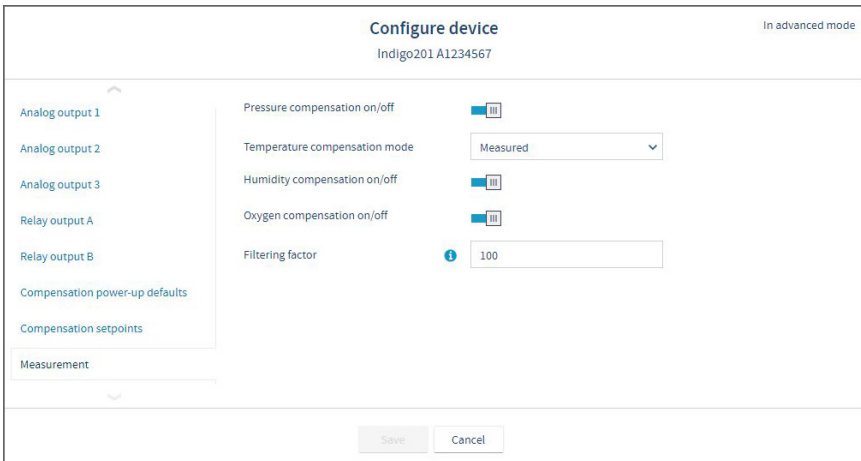 Configure device
In advanced mode
Indigo201 A1234567
Analog output 1
Analog output 2
Analog output 3
Relay output A
Relay output B
Compensation power-up defaults
Compensation setpoints
Measurement
Pressure compensation on/off
Temperature compensation mode Measured
Humidity compensation on/off
Oxygen compensation on/off
Filtering factor 100
Save Cancel